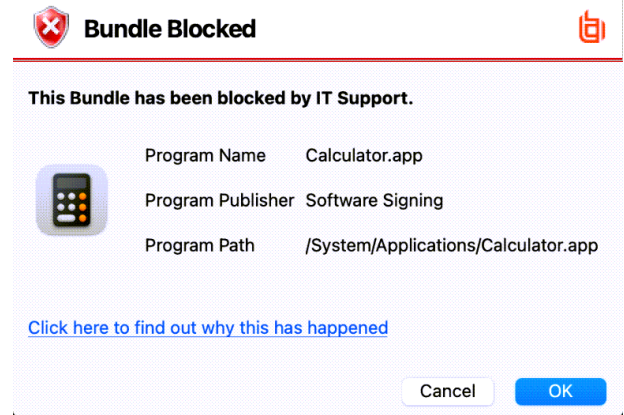 Bundle Blocked
This Bundle has been blocked by IT Support.
Program Name Calculator.app
Program Publisher Software Signing
Program Path /System/Applications/Calculator.app
Click here to find out why this has happened
Cancel OK